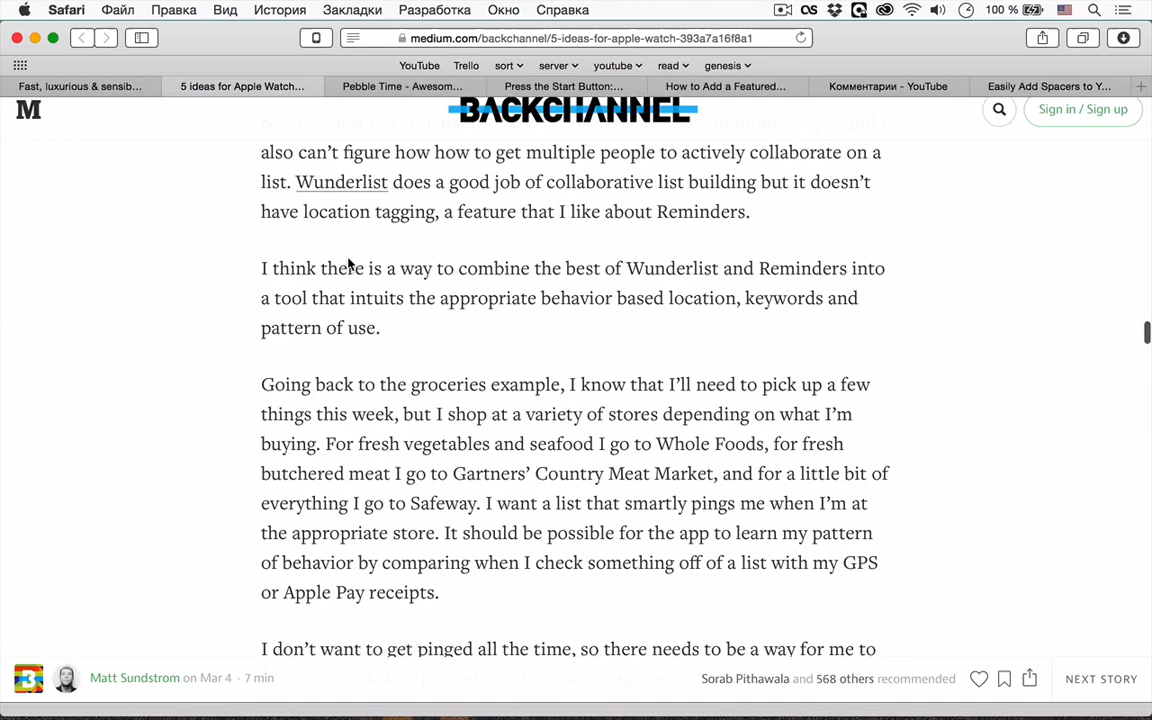 Safari Файл Правка Вид История Закладки Разработка Окно Справка 100 %
medium.com/backchannel/5-ideas-for-apple-watch-393a7a16f8a1
YouTube Trello sort server youtube read genesis
Fast, luxurious & sensib... 5 ideas for Apple Watch... Pebble Time - Awesom... Press the Start Button:... How to Add a Featured... Комментарии - YouTube Easily Add Spacers to Y...
M BACKCHANNEL Sign in / Sign up
also can't figure how how to get multiple people to actively collaborate on a
list. Wunderlist does a good job of collaborative list building but it doesn't
have location tagging, a feature that I like about Reminders.
I think there is a way to combine the best of Wunderlist and Reminders into
a tool that intuits the appropriate behavior based location, keywords and
pattern of use.
Going back to the groceries example, I know that I'll need to pick up a few
things this week, but I shop at a variety of stores depending on what I'm
buying. For fresh vegetables and seafood I go to Whole Foods, for fresh
butchered meat I go to Gartners' Country Meat Market, and for a little bit of
everything I go to Safeway. I want a list that smartly pings me when I'm at
the appropriate store. It should be possible for the app to learn my pattern
of behavior by comparing when I check something off of a list with my GPS
or Apple Pay receipts.
I don't want to get pinged all the time, so there needs to be a way for me to
Matt Sundstrom on Mar 4 · 7 min Sorab Pithawala and 568 others recommended NEXT STORY